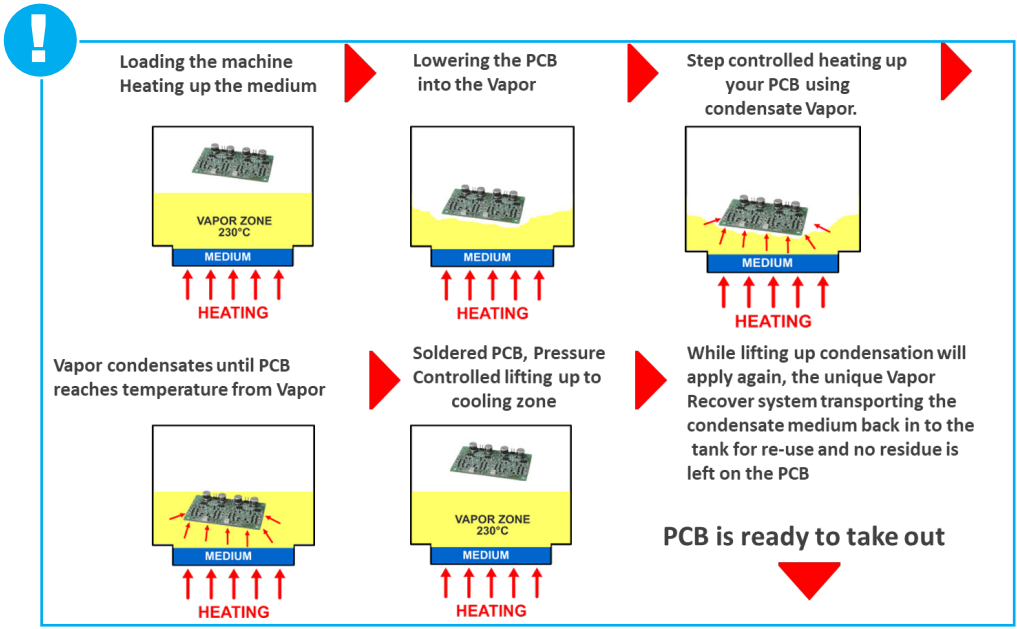 !
Loading the machine
Heating up the medium
Lowering the PCB
into the Vapor
Step controlled heating up
your PCB using
condensate Vapor.
VAPOR ZONE
230°C
MEDIUM
HEATING
MEDIUM
HEATING
MEDIUM
HEATING
Vapor condensates until PCB
reaches temperature from Vapor
Soldered PCB, Pressure
Controlled lifting up to
cooling zone
While lifting up condensation will
apply again, the unique Vapor
Recover system transporting the
condensate medium back in to the
tank for re-use and no residue is
left on the PCB
MEDIUM
HEATING
VAPOR ZONE
230°C
MEDIUM
HEATING
PCB is ready to take out